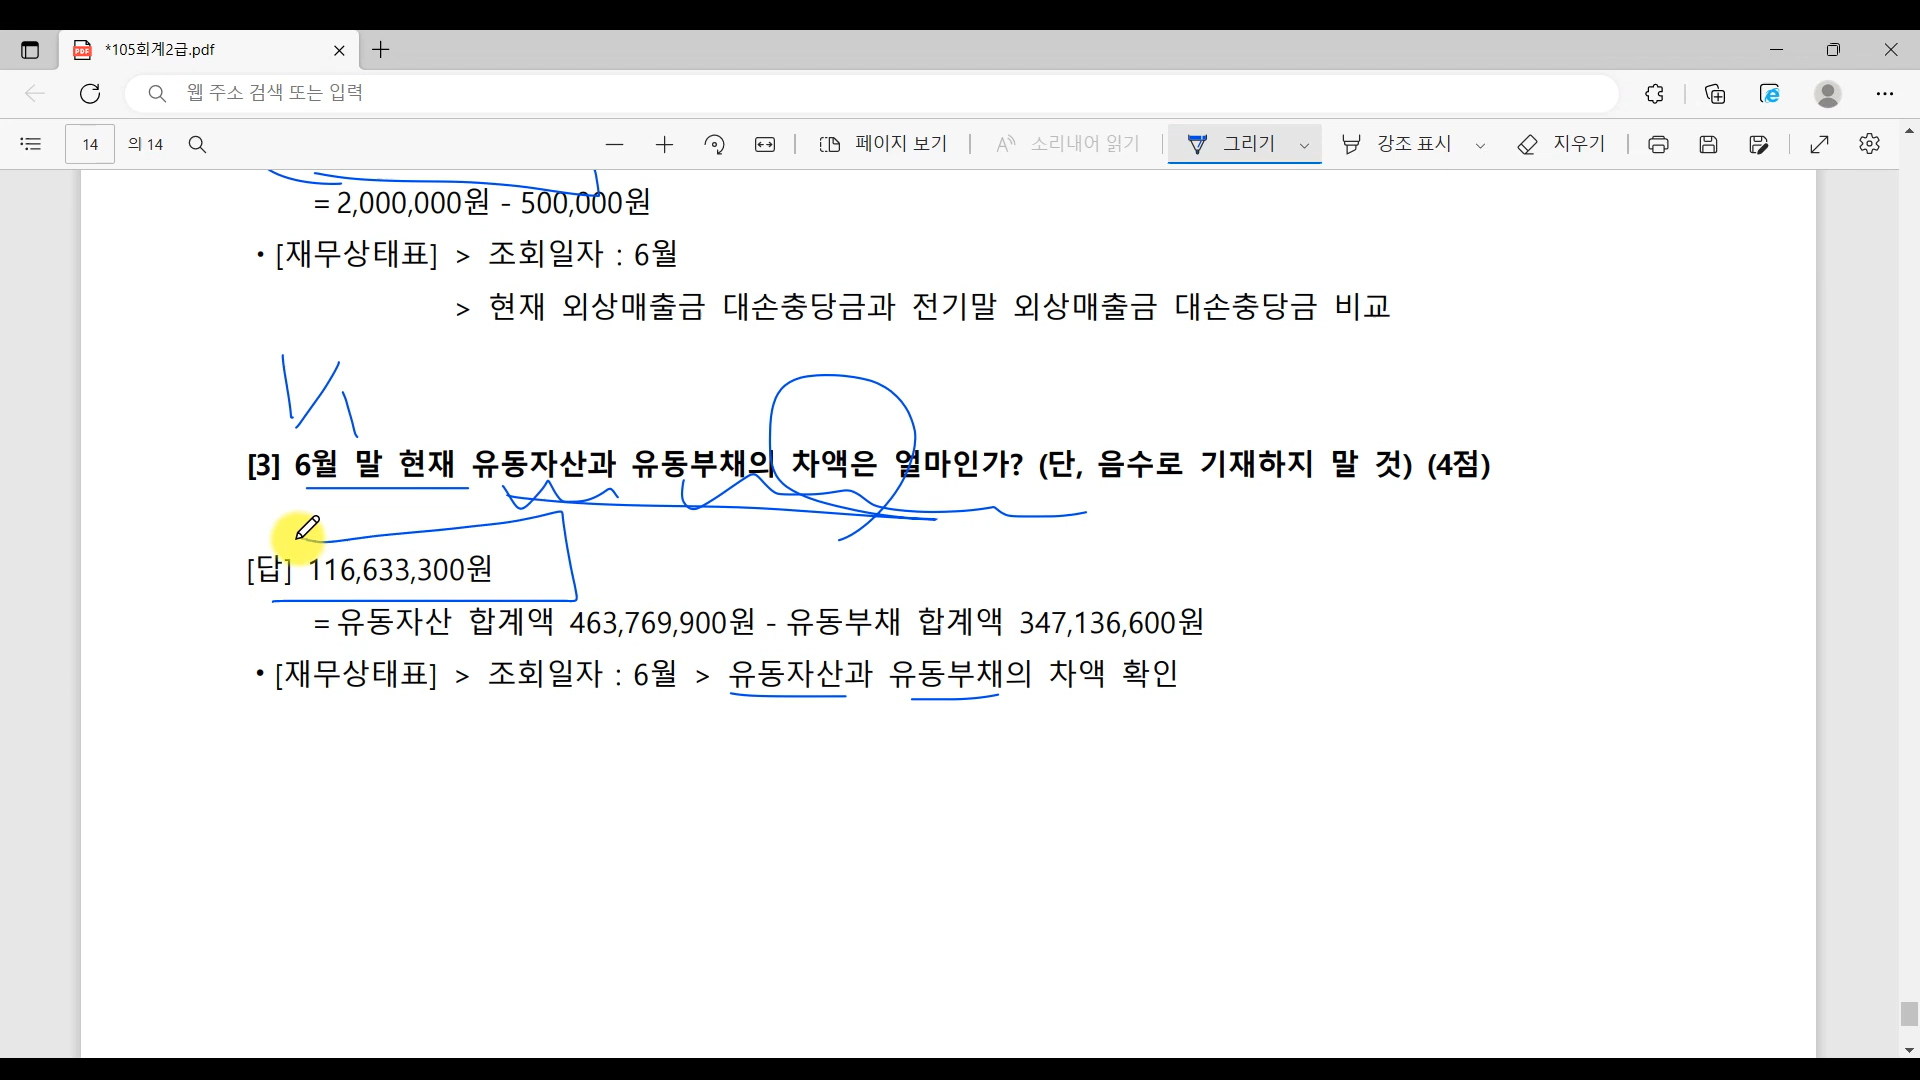 *105회계2급.pdf
웹 주소 검색 또는 입력
14 의 14 페이지 보기 소리내어 읽기 그리기 강조 표시 지우기
= 2,000,000원 - 500,000원
• [재무상태표] > 조회일자 : 6월
> 현재 외상매출금 대손충당금과 전기말 외상매출금 대손충당금 비교
[3] 6월 말 현재 유동자산과 유동부채의 차액은 얼마인가? (단, 음수로 기재하지 말 것) (4점)
[답] 116,633,300원
= 유동자산 합계액 463,769,900원 - 유동부채 합계액 347,136,600원
• [재무상태표] > 조회일자 : 6월 > 유동자산과 유동부채의 차액 확인